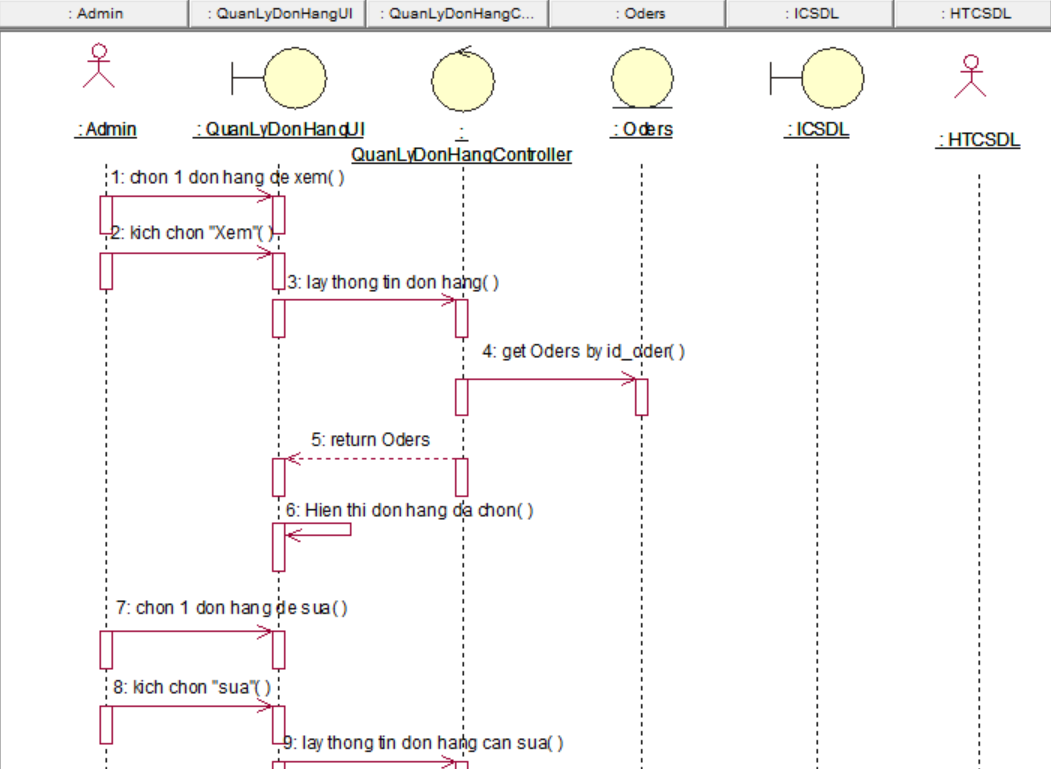 : Admin
: QuanLyDonHangUI
: QuanLyDonHangC...
: Oders
: ICSDL
: HTCSDL
: Admin
: QuanLyDonHangUI
:
QuanLyDonHangController
: Oders
: ICSDL
: HTCSDL
1: chon 1 don hang de xem( )
2: kich chon "Xem"( )
3: lay thong tin don hang( )
4: get Oders by id_oder( )
5: return Oders
6: Hien thi don hang da chon( )
7: chon 1 don hang de sua( )
8: kich chon "sua"( )
9: lay thong tin don hang can sua( )